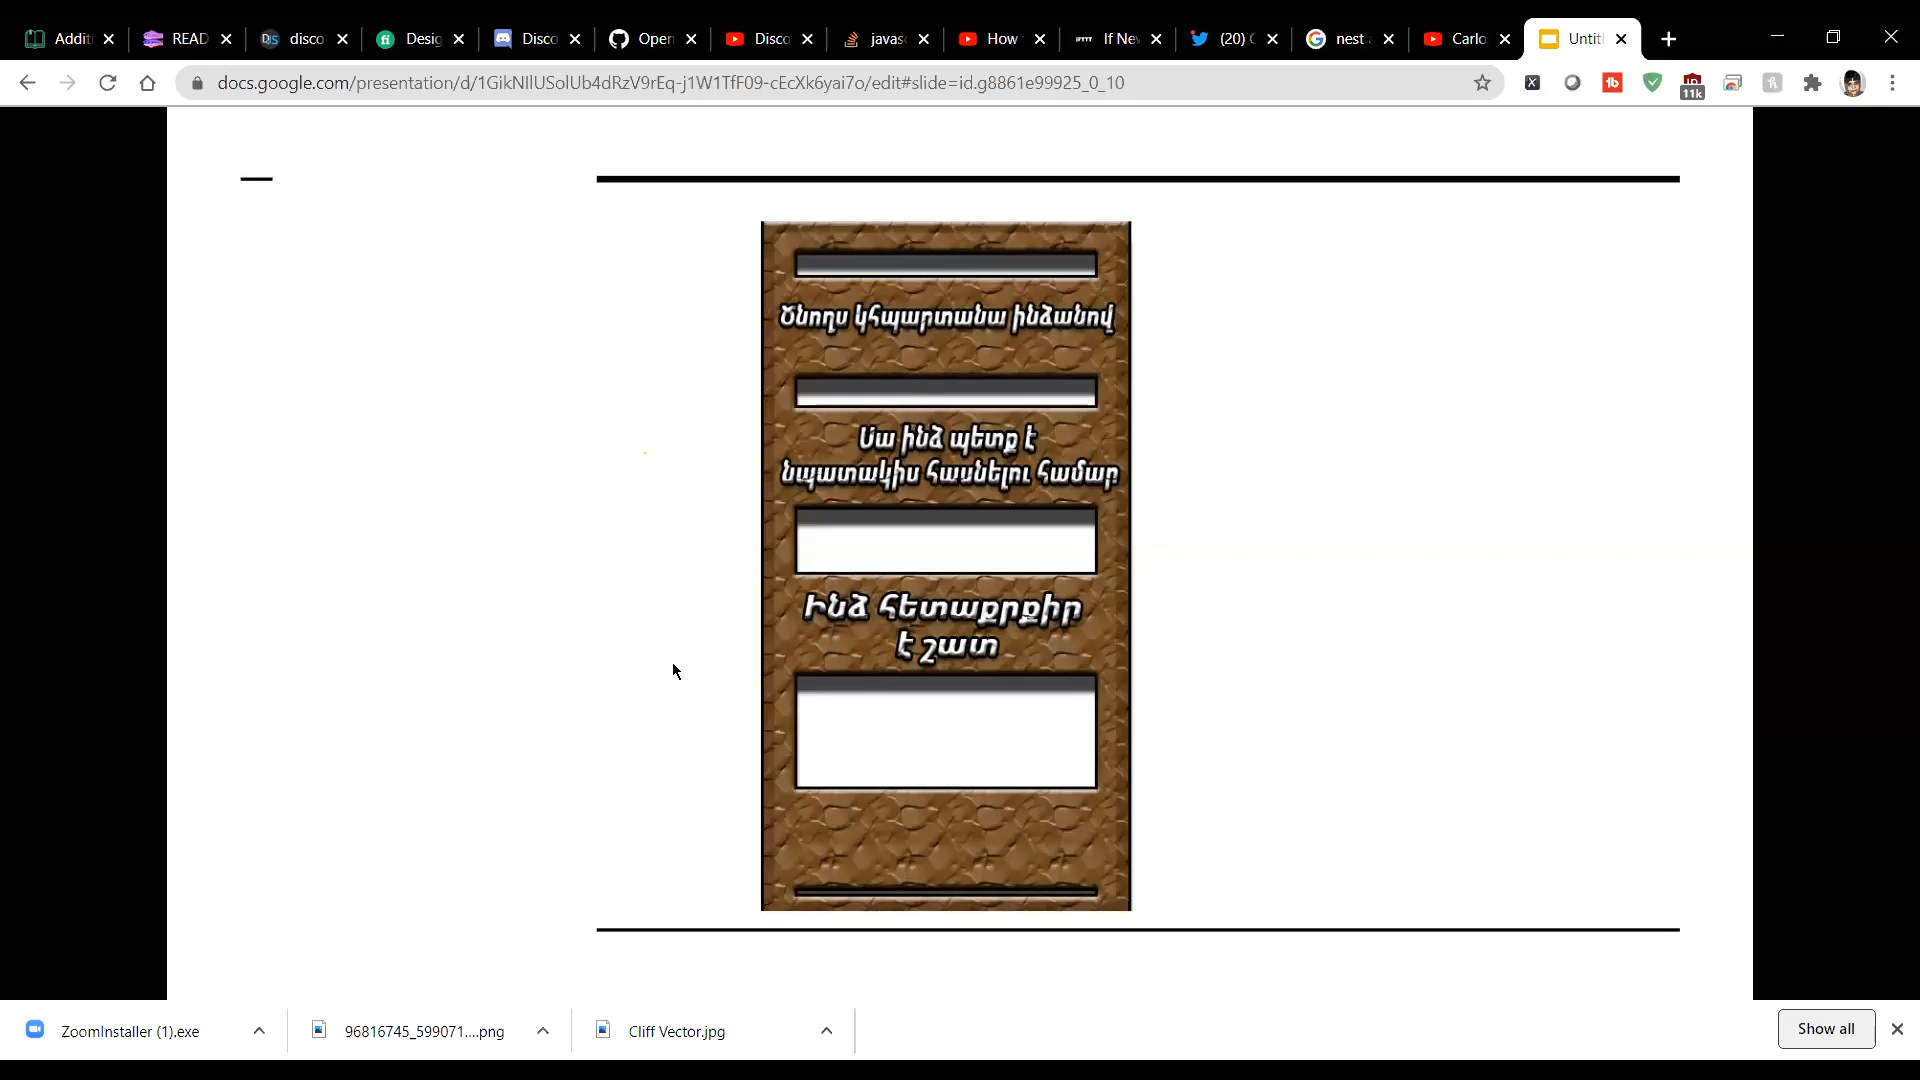 Additi
READ
disco
Desig
Disco
Open
Disco
javas
How
If Ne
(20) C
nest a
Carlo
Untitl
docs.google.com/presentation/d/1GikNIlUSolUb4dRzV9rEq-j1W1TfF09-cEcXk6yai7o/edit#slide=id.g8861e99925_0_10
11k
Ծնողս կհպարտանա ինձանով
Սա ինձ պետք է
նպատակիս հասնելու համար
Ինձ հետաքրքիր
է շատ
ZoomInstaller (1).exe
96816745_599071....png
Cliff Vector.jpg
Show all